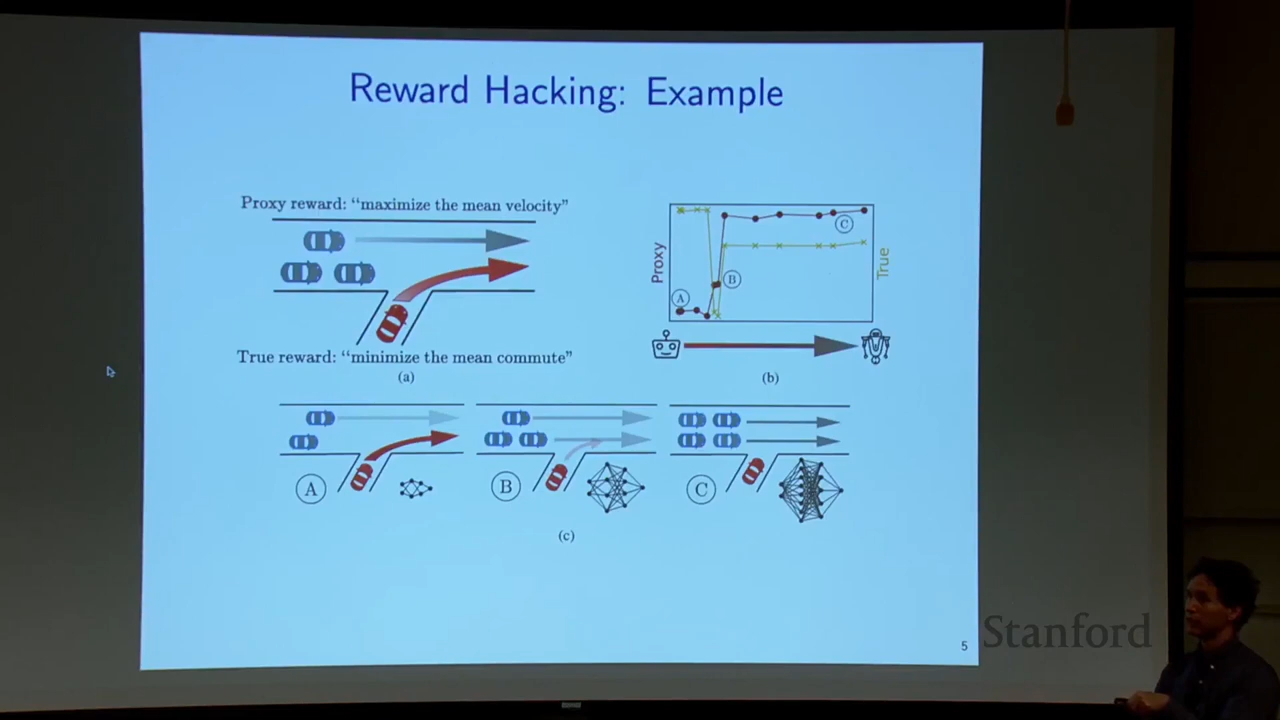 Reward Hacking: Example
Proxy reward: “maximize the mean velocity”
True reward: “minimize the mean commute”
(a)
Proxy
True
A
B
C
(b)
A
B
C
(c)
5
Stanford